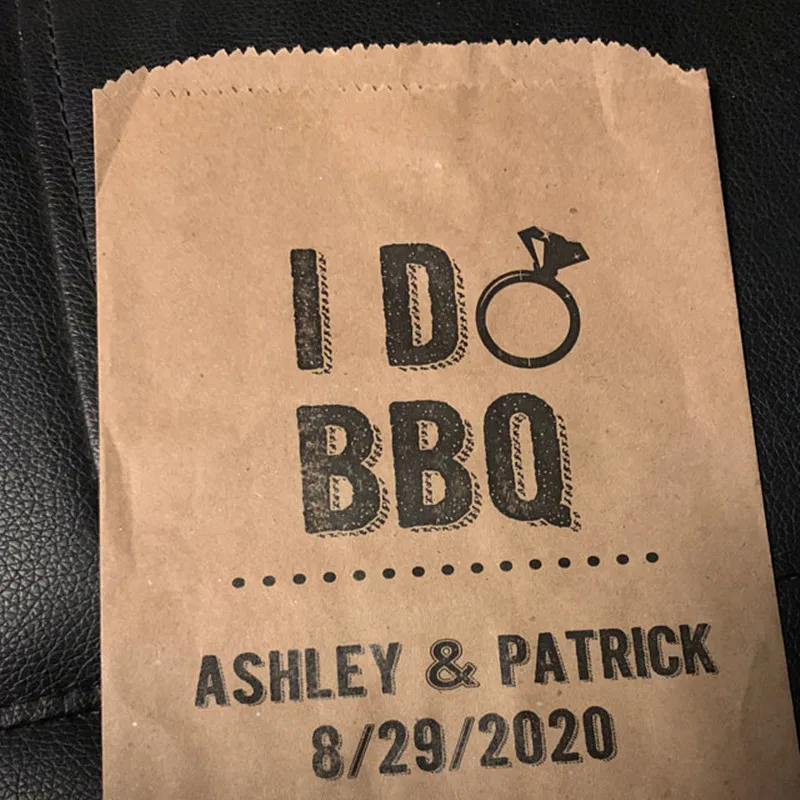 I DO
BBQ
ASHLEY & PATRICK
8/29/2020